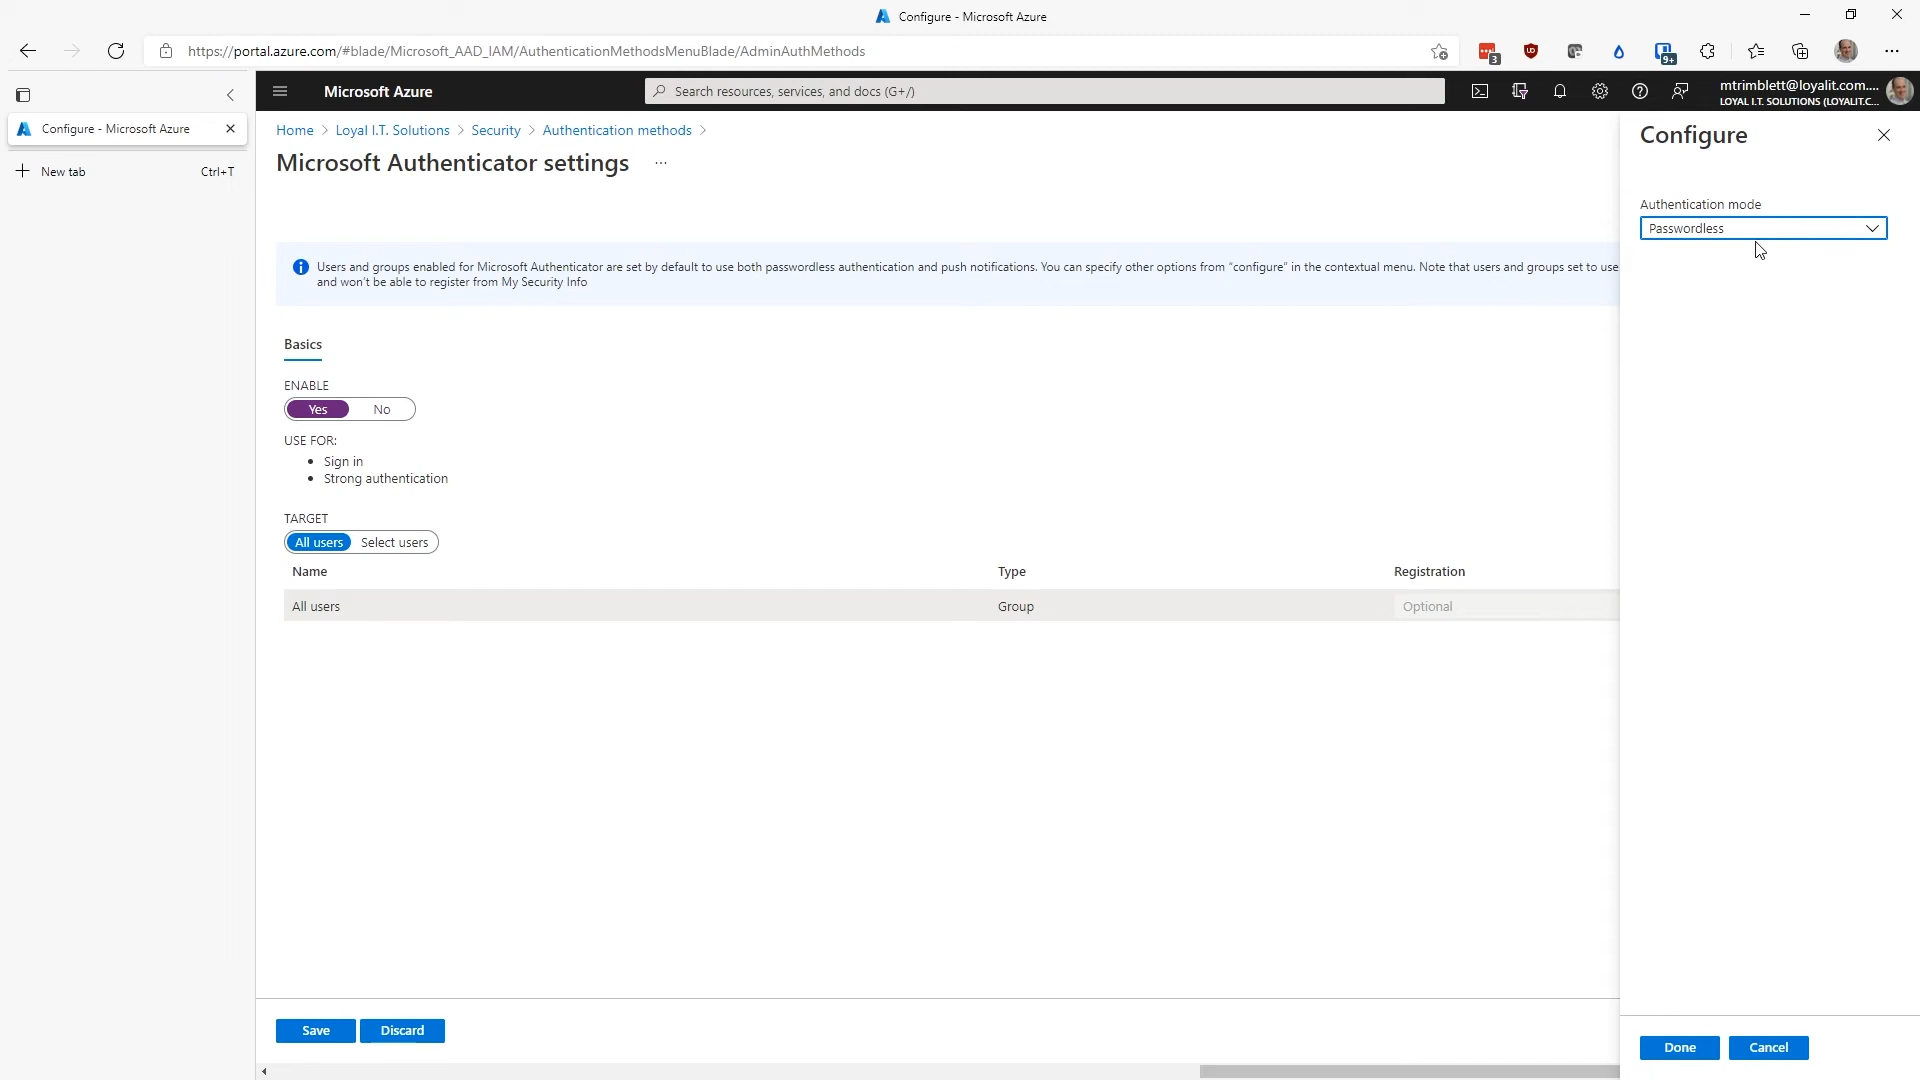 Configure - Microsoft Azure
https://portal.azure.com/#blade/Microsoft_AAD_IAM/AuthenticationMethodsMenuBlade/AdminAuthMethods
3
UD
9+
Configure - Microsoft Azure
New tab
Ctrl+T
Microsoft Azure
Search resources, services, and docs (G+/)
mtrimblett@loyalit.com....
LOYAL I.T. SOLUTIONS (LOYALIT.C...
Home > Loyal I.T. Solutions > Security > Authentication methods >
Microsoft Authenticator settings ...
Users and groups enabled for Microsoft Authenticator are set by default to use both passwordless authentication and push notifications. You can specify other options from "configure" in the contextual menu. Note that users and groups set to use
and won't be able to register from My Security Info
Basics
ENABLE
Yes No
USE FOR:
• Sign in
• Strong authentication
TARGET
All users Select users
Name Type Registration
All users Group Optional
Save Discard
Configure
Authentication mode
Passwordless
Done Cancel